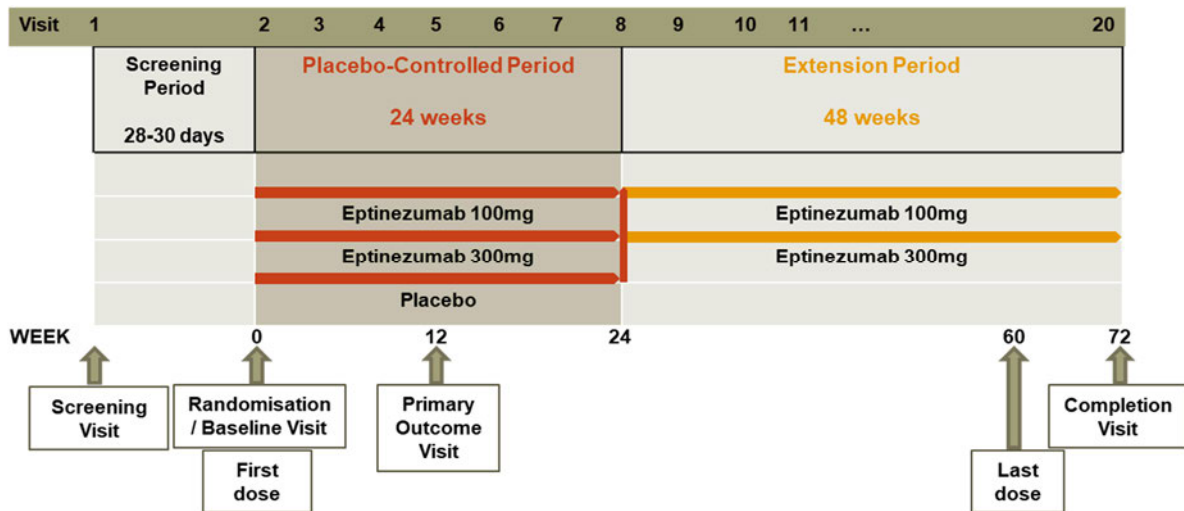 Visit 1 2 3 4 5 6 7 8 9 10 11 ... 20
Screening
Period
28-30 days
Placebo-Controlled Period
24 weeks
Extension Period
48 weeks
Eptinezumab 100mg
Eptinezumab 100mg
Eptinezumab 300mg
Eptinezumab 300mg
Placebo
WEEK 0 12 24 60 72
Screening
Visit
Randomisation
/ Baseline Visit
First
dose
Primary
Outcome
Visit
Last
dose
Completion
Visit